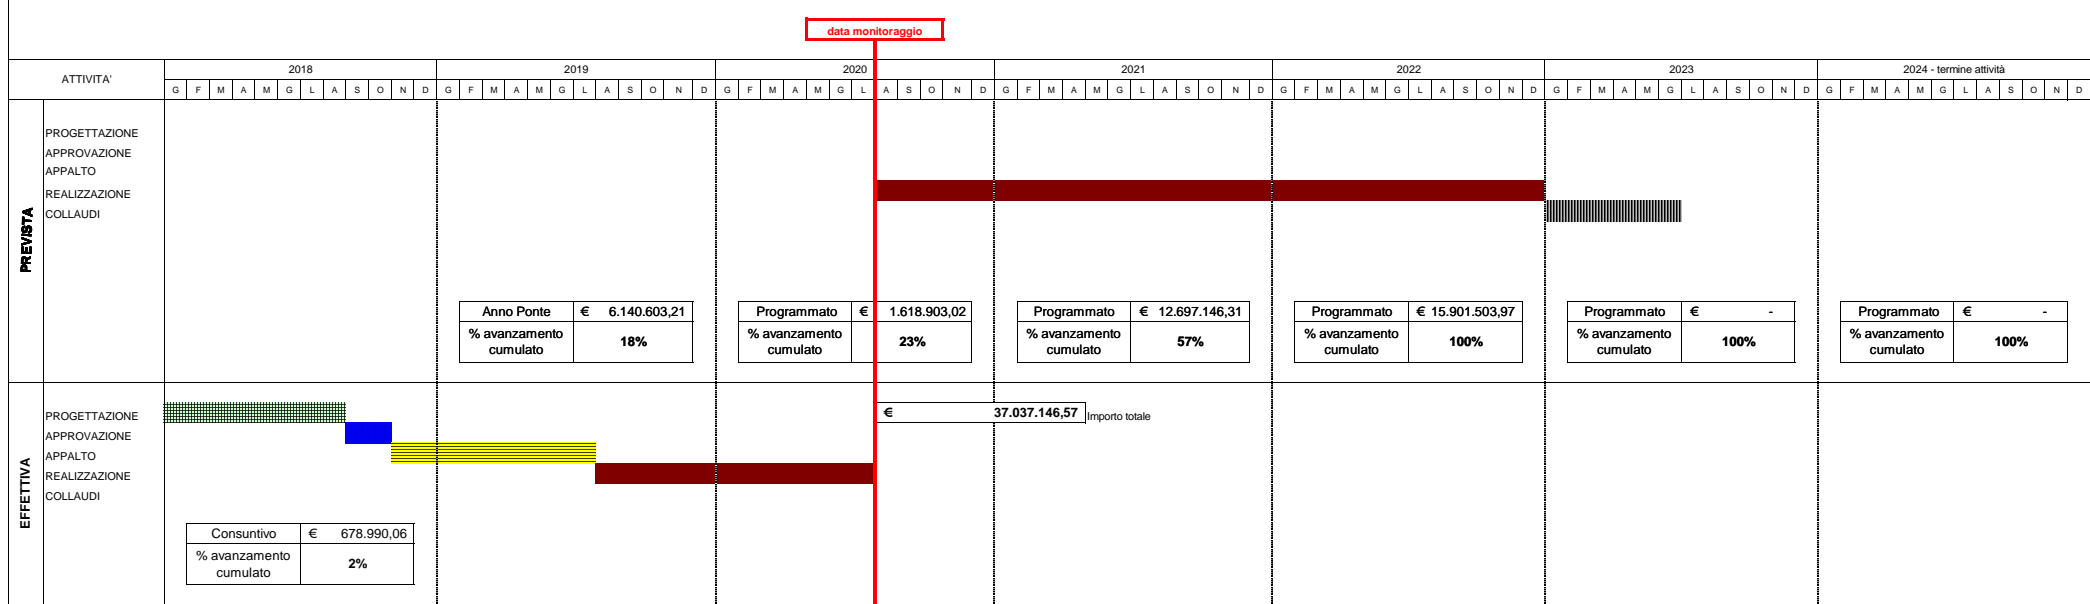 data monitoraggio
ATTIVITA' 2018 2019 2020 2021 2022 2023 2024 - termine attività
G F M A M G L A S O N D G F M A M G L A S O N D G F M A M G L A S O N D G F M A M G L A S O N D G F M A M G L A S O N D G F M A M G L A S O N D G F M A M G L A S O N D
PREVISTA
PROGETTAZIONE
APPROVAZIONE
APPALTO
REALIZZAZIONE
COLLAUDI
Anno Ponte € 6.140.603,21 Programmato € 1.618.903,02 Programmato € 12.697.146,31 Programmato € 15.901.503,97 Programmato € - Programmato € -
% avanzamento cumulato 18% % avanzamento cumulato 23% % avanzamento cumulato 57% % avanzamento cumulato 100% % avanzamento cumulato 100% % avanzamento cumulato 100%
EFFETTIVA
PROGETTAZIONE € 37.037.146,57 Importo totale
APPROVAZIONE
APPALTO
REALIZZAZIONE
COLLAUDI
Consuntivo € 678.990,06
% avanzamento cumulato 2%